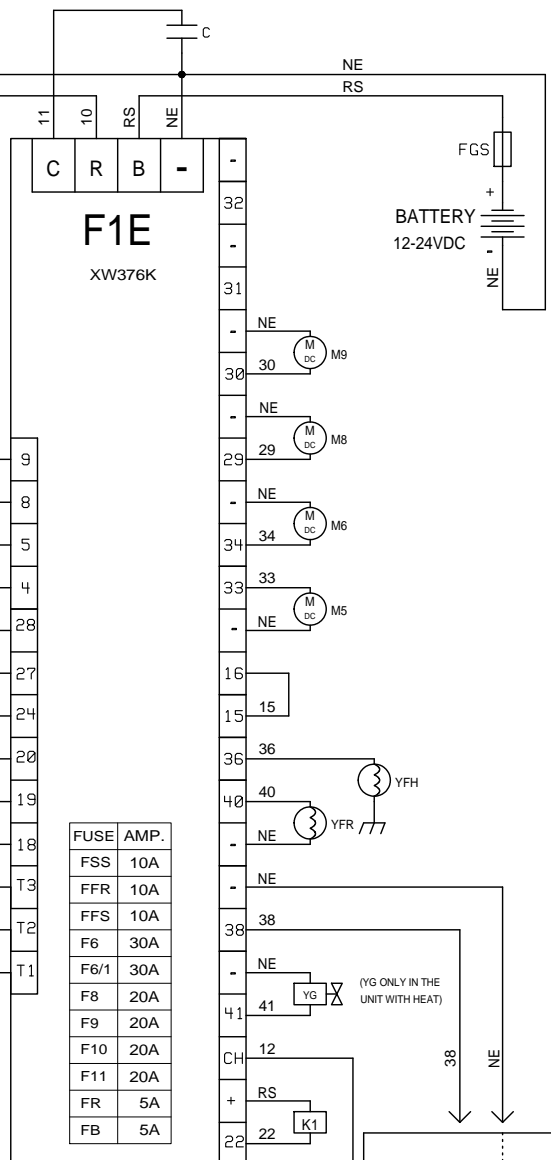 C
NE
RS
11
10
RS
NE
FGS
C R B -
-
+
32
F1E
BATTERY
12-24VDC
-
-
NE
XW376K
31
NE
-
M
DC
M9
30
30
NE
-
M
DC
M8
9
29
29
NE
8
-
M
DC
M6
34
5
34
33
4
33
M
DC
M5
NE
28
-
27
16
15
24
15
36
20
36
YFH
40
19
40
YFR
NE
18
-
FUSE AMP.
FSS 10A
FFR 10A
FFS 10A
F6 30A
F6/1 30A
F8 20A
F9 20A
F10 20A
F11 20A
FR 5A
FB 5A
NE
T3
-
38
T2
38
NE
T1
-
YG
(YG ONLY IN THE
UNIT WITH HEAT)
41
41
12
CH
38
NE
RS
+
K1
22
22